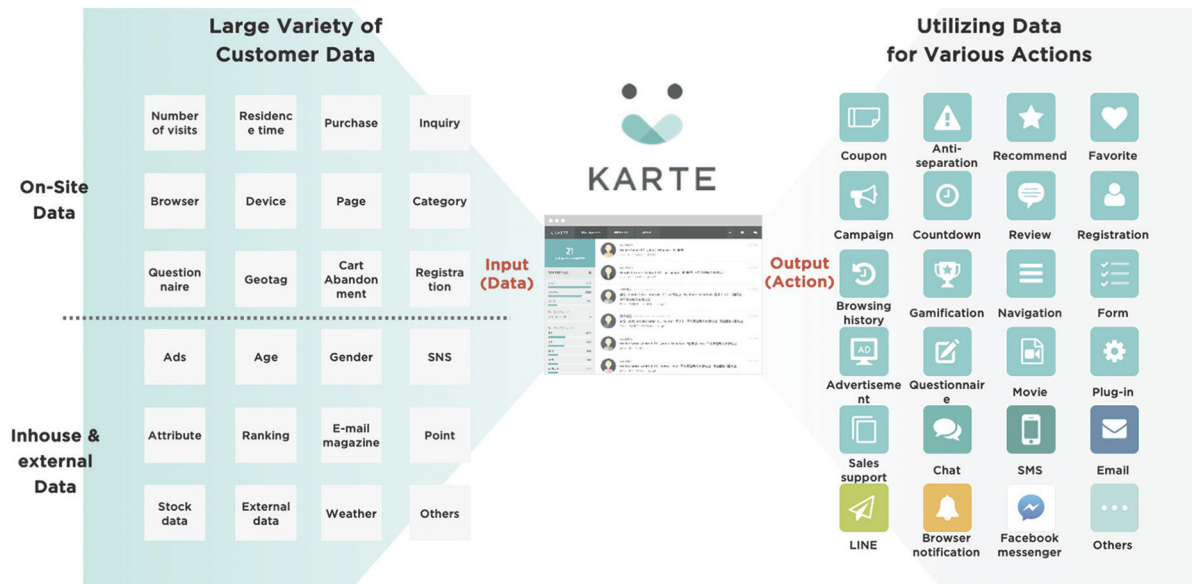 Large Variety of
Customer Data
Utilizing Data
for Various Actions
On-Site
Data
Number
of visits
Residenc
e time
Purchase
Inquiry
Browser
Device
Page
Category
Question
naire
Geotag
Cart
Abandon
ment
Registra
tion
Inhouse &
external
Data
Ads
Age
Gender
SNS
Attribute
Ranking
E-mail
magazine
Point
Stock
data
External
data
Weather
Others
Input
(Data)
KARTE
21
Output
(Action)
Coupon
Anti-
separation
Recommend
Favorite
Campaign
Countdown
Review
Registration
Browsing
history
Gamification
Navigation
Form
AD
Advertiseme
nt
Questionnair
e
Movie
Plug-in
Sales
support
Chat
SMS
Email
LINE
Browser
notification
Facebook
messenger
Others